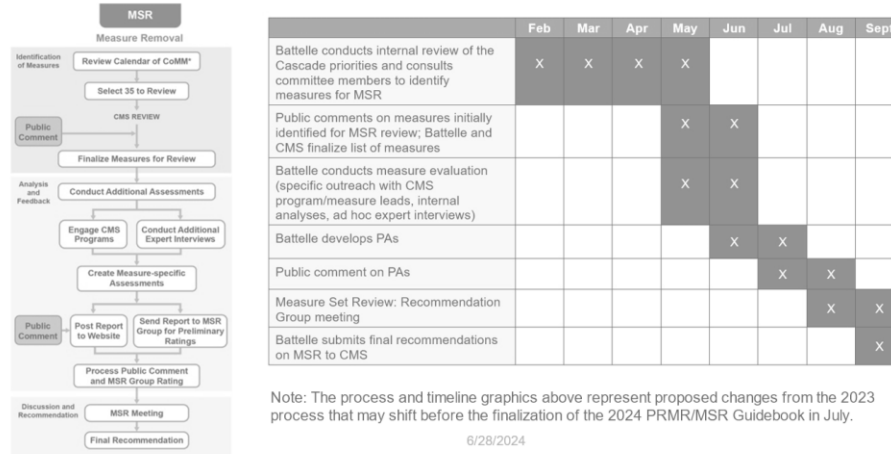 MSR
Measure Removal
Identification
of Measures
Review Calendar of CoMM*
Select 35 to Review
CMS REVIEW
Public
Comment
Finalize Measures for Review
Analysis
and
Feedback
Conduct Additional Assessments
Engage CMS
Programs
Conduct Additional
Expert Interviews
Create Measure-specific
Assessments
Public
Comment
Post Report
to Website
Send Report to MSR
Group for Preliminary
Ratings
Process Public Comment
and MSR Group Rating
Discussion and
Recommendation
MSR Meeting
Final Recommendation
Feb Mar Apr May Jun Jul Aug Sept
Battelle conducts internal review of the
Cascade priorities and consults
committee members to identify
measures for MSR
X X X X
Public comments on measures initially
identified for MSR review; Battelle and
CMS finalize list of measures
X X
Battelle conducts measure evaluation
(specific outreach with CMS
program/measure leads, internal
analyses, ad hoc expert interviews)
X X
Battelle develops PAs
X X
Public comment on PAs
X X
Measure Set Review: Recommendation
Group meeting
X X
Battelle submits final recommendations
on MSR to CMS
X
Note: The process and timeline graphics above represent proposed changes from the 2023
process that may shift before the finalization of the 2024 PRMR/MSR Guidebook in July.
6/28/2024